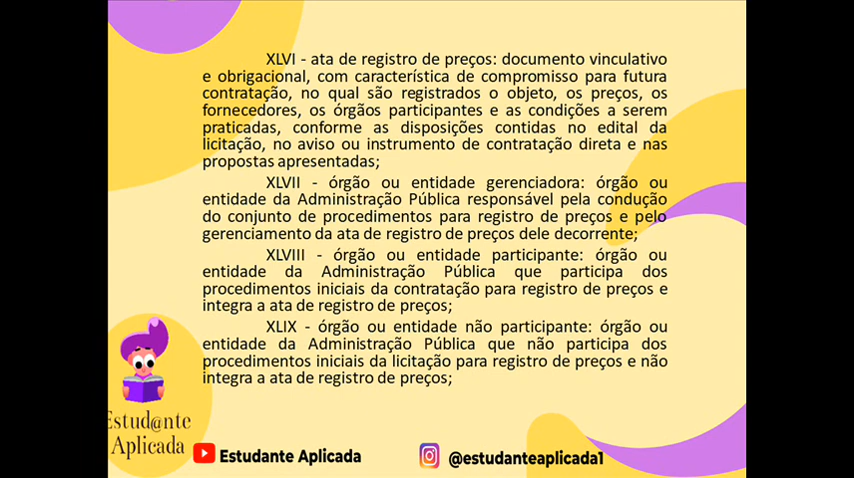 XLVI - ata de registro de preços: documento vinculativo
e obrigacional, com característica de compromisso para futura
contratação, no qual são registrados o objeto, os preços, os
fornecedores, os órgãos participantes e as condições a serem
praticadas, conforme as disposições contidas no edital da
licitação, no aviso ou instrumento de contratação direta e nas
propostas apresentadas;
XLVII - órgão ou entidade gerenciadora: órgão ou
entidade da Administração Pública responsável pela condução
do conjunto de procedimentos para registro de preços e pelo
gerenciamento da ata de registro de preços dele decorrente;
XLVIII - órgão ou entidade participante: órgão ou
entidade da Administração Pública que participa dos
procedimentos iniciais da contratação para registro de preços e
integra a ata de registro de preços;
XLIX - órgão ou entidade não participante: órgão ou
entidade da Administração Pública que não participa dos
procedimentos iniciais da licitação para registro de preços e não
integra a ata de registro de preços;
Estud@nte
Aplicada
Estudante Aplicada
@estudanteaplicada1